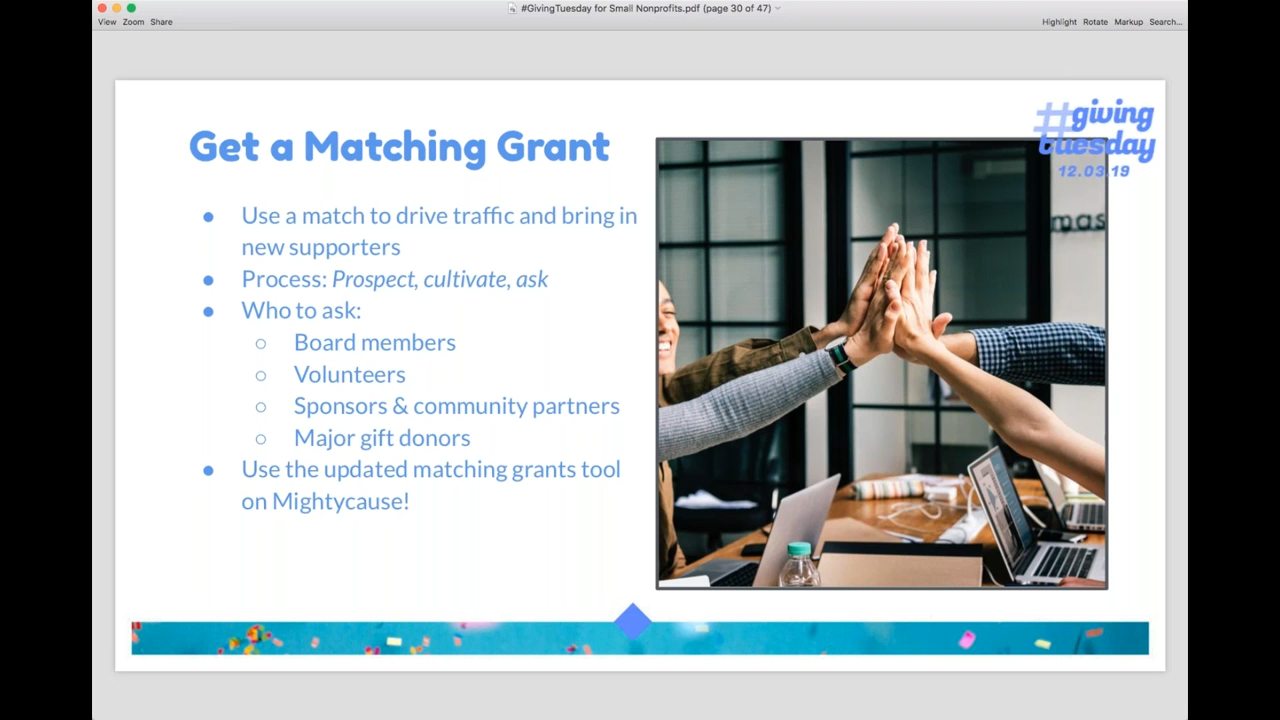 #GivingTuesday for Small Nonprofits.pdf (page 30 of 47)
View Zoom Share
Highlight Rotate Markup Search...
#giving
tuesday
12.03.19
Get a Matching Grant
● Use a match to drive traffic and bring in
new supporters
● Process: Prospect, cultivate, ask
● Who to ask:
○ Board members
○ Volunteers
○ Sponsors & community partners
○ Major gift donors
● Use the updated matching grants tool
on Mightycause!
mas